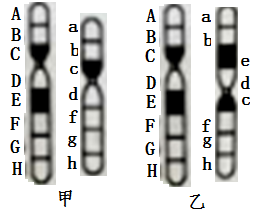 A a A a
B b B b
C c C e
D d D d
E E c
F f F f
G g G g
H h H h
甲 乙